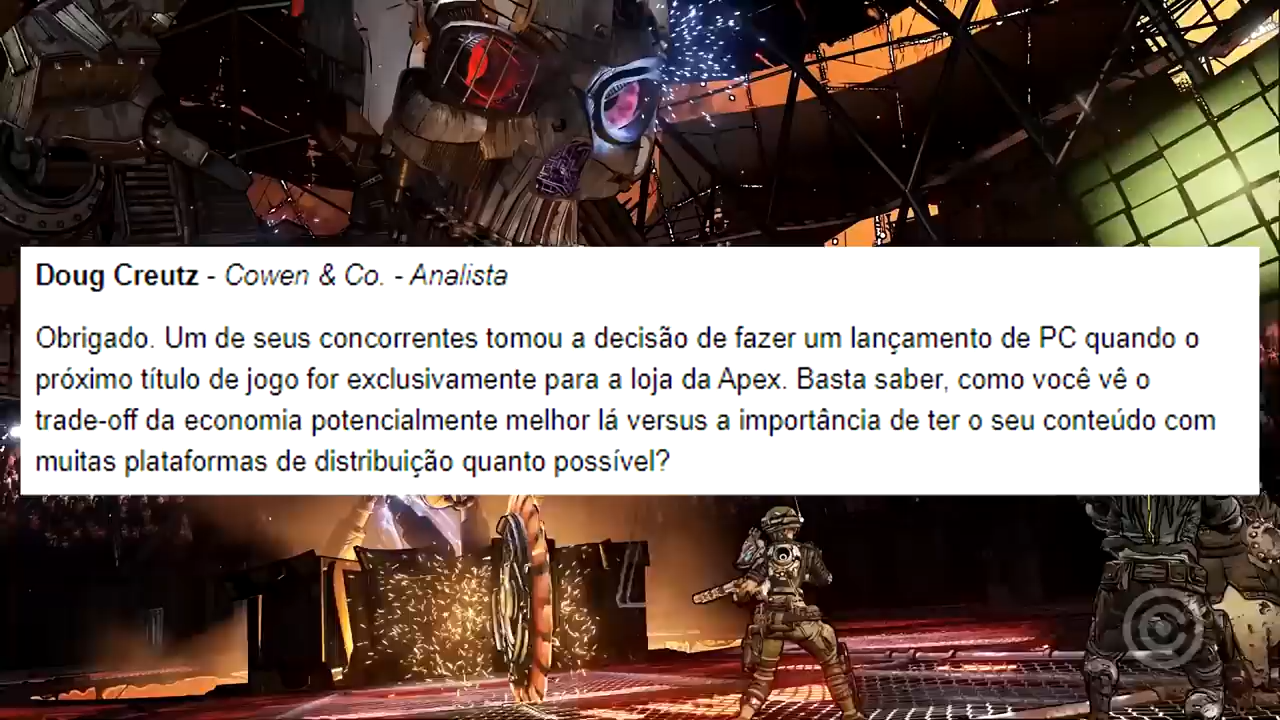 Doug Creutz - Cowen & Co. - Analista
Obrigado. Um de seus concorrentes tomou a decisão de fazer um lançamento de PC quando o
próximo título de jogo for exclusivamente para a loja da Apex. Basta saber, como você vê o
trade-off da economia potencialmente melhor lá versus a importância de ter o seu conteúdo com
muitas plataformas de distribuição quanto possível?